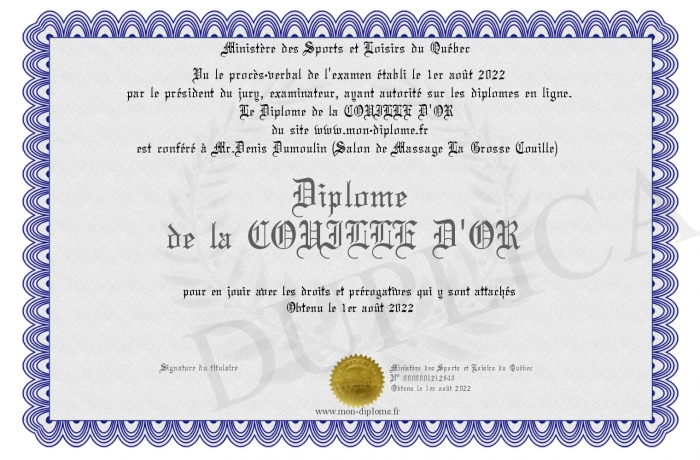 Ministère des Sports et Loisirs du Québec
Vu le procès-verbal de l'examen établi le 1er août 2022
par le président du jury, examinateur, ayant autorité sur les diplomes en ligne.
Le Diplome de la COUILLE D'OR
du site www.mon-diplome.fr
est conféré à Mr.Denis Dumoulin (Salon de Massage La Grosse Couille)
Diplome
de la COUILLE D'OR
DUPLICA
pour en jouir avec les droits et prérogatives qui y sont attachés
Obtenu le 1er août 2022
Signature du titulaire
Ministère des Sports et Loisirs du Québec
N° 0000001212640
Obtenu le 1er août 2022
www.mon-diplome.fr